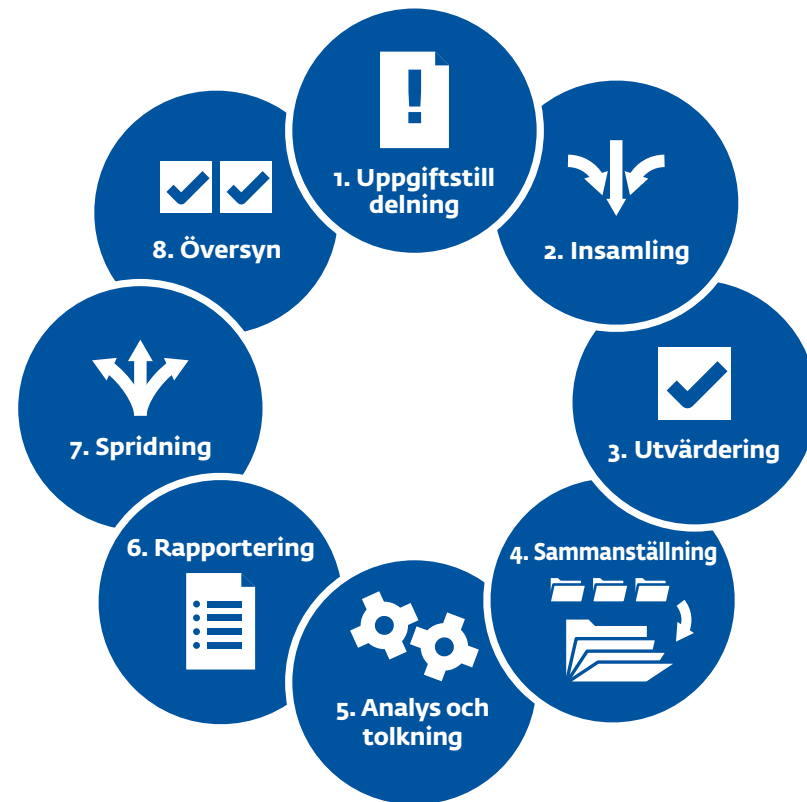 1. Uppgiftstill
delning
2. Insamling
3. Utvärdering
4. Sammanställning
5. Analys och
tolkning
6. Rapportering
7. Spridning
8. Översyn